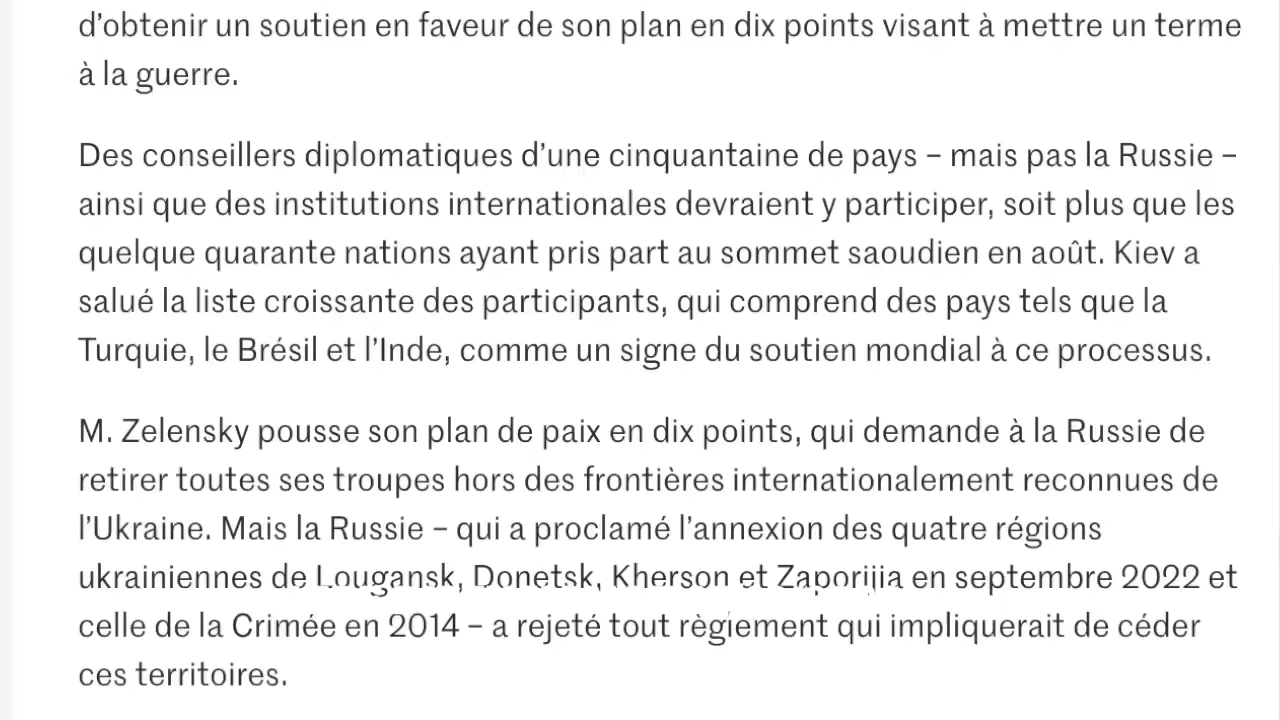 d’obtenir un soutien en faveur de son plan en dix points visant à mettre un terme
à la guerre.
Des conseillers diplomatiques d’une cinquantaine de pays – mais pas la Russie –
ainsi que des institutions internationales devraient y participer, soit plus que les
quelque quarante nations ayant pris part au sommet saoudien en août. Kiev a
salué la liste croissante des participants, qui comprend des pays tels que la
Turquie, le Brésil et l’Inde, comme un signe du soutien mondial à ce processus.
M. Zelensky pousse son plan de paix en dix points, qui demande à la Russie de
retirer toutes ses troupes hors des frontières internationalement reconnues de
l’Ukraine. Mais la Russie – qui a proclamé l’annexion des quatre régions
ukrainiennes de Lougansk, Donetsk, Kherson et Zaporijia en septembre 2022 et
celle de la Crimée en 2014 – a rejeté tout règlement qui impliquerait de céder
ces territoires.